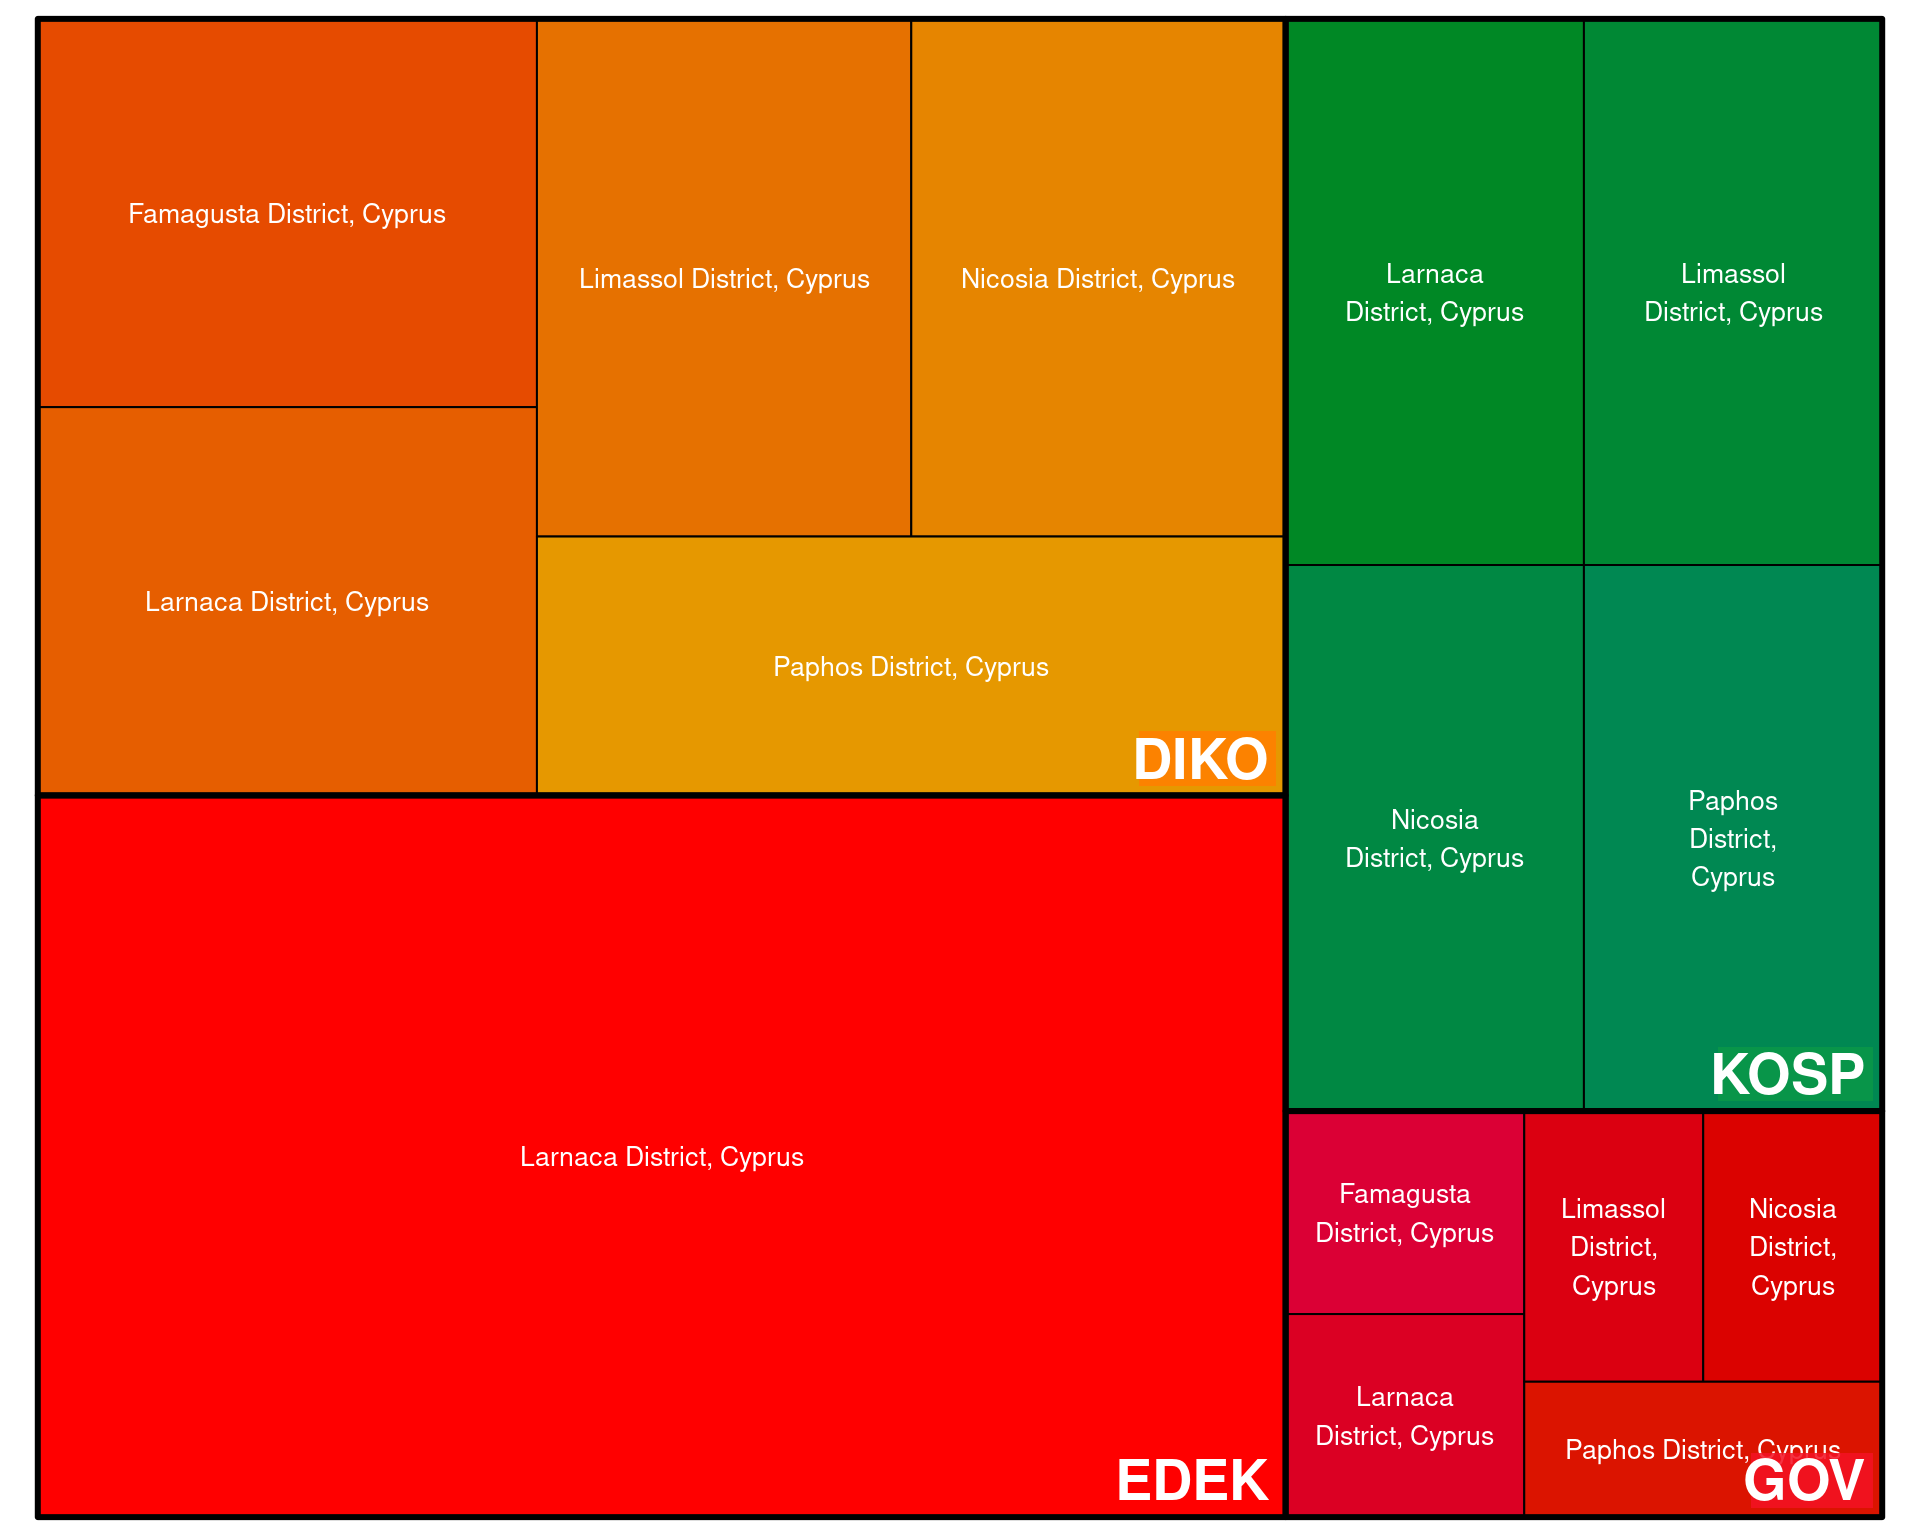 Famagusta District, Cyprus
Limassol District, Cyprus
Nicosia District, Cyprus
Larnaca District, Cyprus
Paphos District, Cyprus
DIKO
Larnaca District, Cyprus
EDEK
Larnaca
District, Cyprus
Limassol
District, Cyprus
Nicosia
District, Cyprus
Paphos
District,
Cyprus
KOSP
Famagusta
District, Cyprus
Limassol
District,
Cyprus
Nicosia
District,
Cyprus
Larnaca
District, Cyprus
Paphos District, Cyprus
GOV